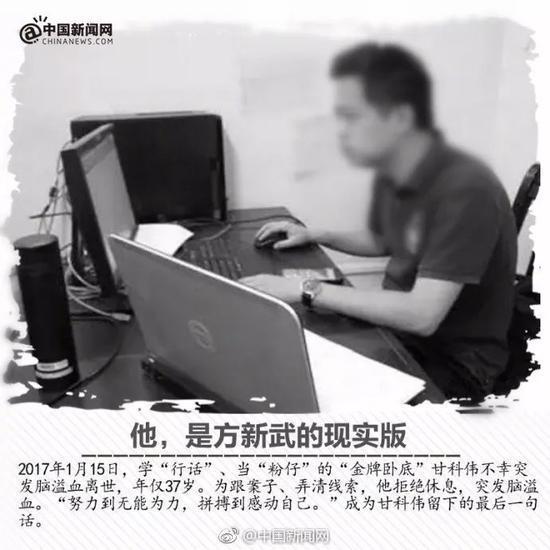 中国新闻网
CHINANEWS.COM
DELL
他，是方新武的现实版
2017年1月15日，学“行话”、当“粉仔”的“金牌卧底”甘科伟不幸突
发脑溢血离世，年仅37岁。为跟案子、弄清线索，他拒绝休息，突发脑溢
血。“努力到无能为力，拼搏到感动自己。”成为甘科伟留下的最后一句
话。
@中国新闻网